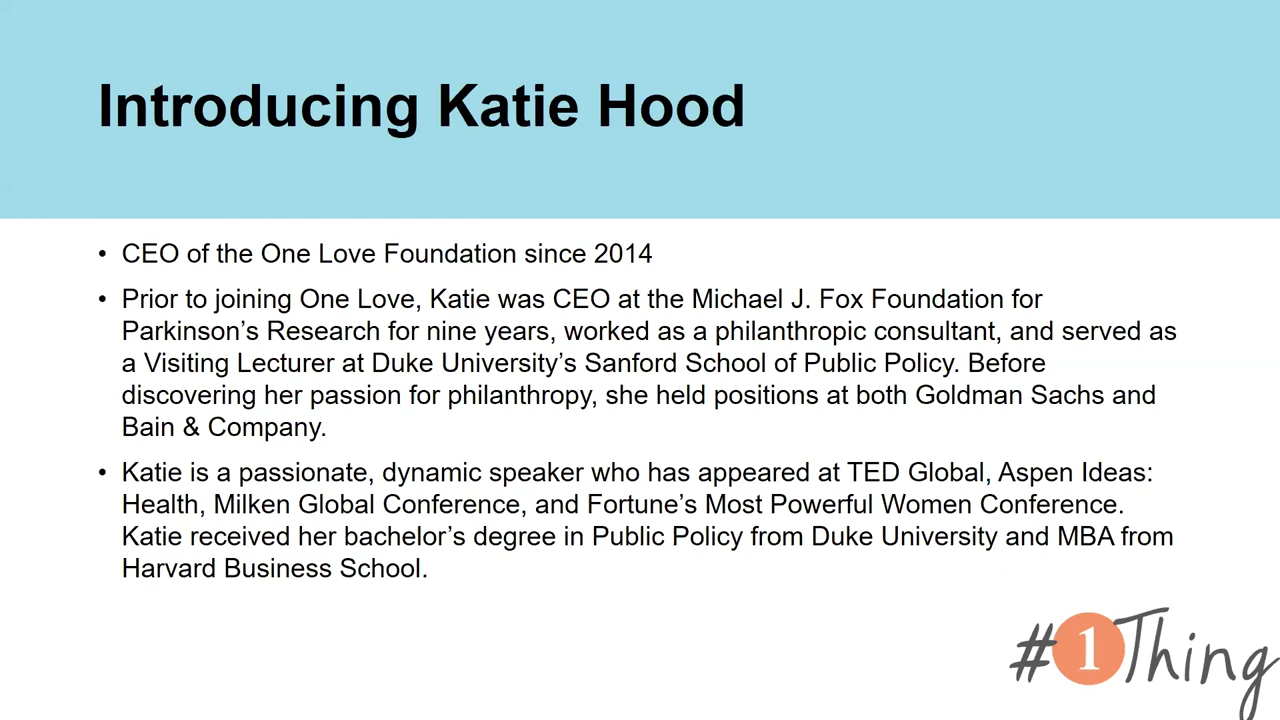 Introducing Katie Hood
• CEO of the One Love Foundation since 2014
• Prior to joining One Love, Katie was CEO at the Michael J. Fox Foundation for
Parkinson’s Research for nine years, worked as a philanthropic consultant, and served as
a Visiting Lecturer at Duke University’s Sanford School of Public Policy. Before
discovering her passion for philanthropy, she held positions at both Goldman Sachs and
Bain & Company.
• Katie is a passionate, dynamic speaker who has appeared at TED Global, Aspen Ideas:
Health, Milken Global Conference, and Fortune’s Most Powerful Women Conference.
Katie received her bachelor’s degree in Public Policy from Duke University and MBA from
Harvard Business School.
#1Thing